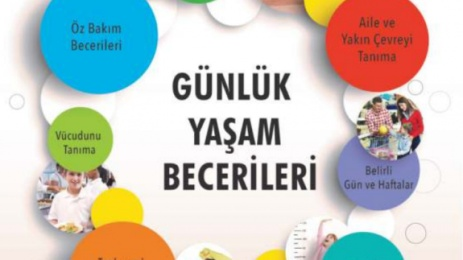 Öz Bakım
Becerileri
Aile ve
Yakın Çevreyi
Tanıma
GÜNLÜK
YAŞAM
BECERİLERİ
Vücudunu
Tanıma
Belirli
Gün ve Haftalar